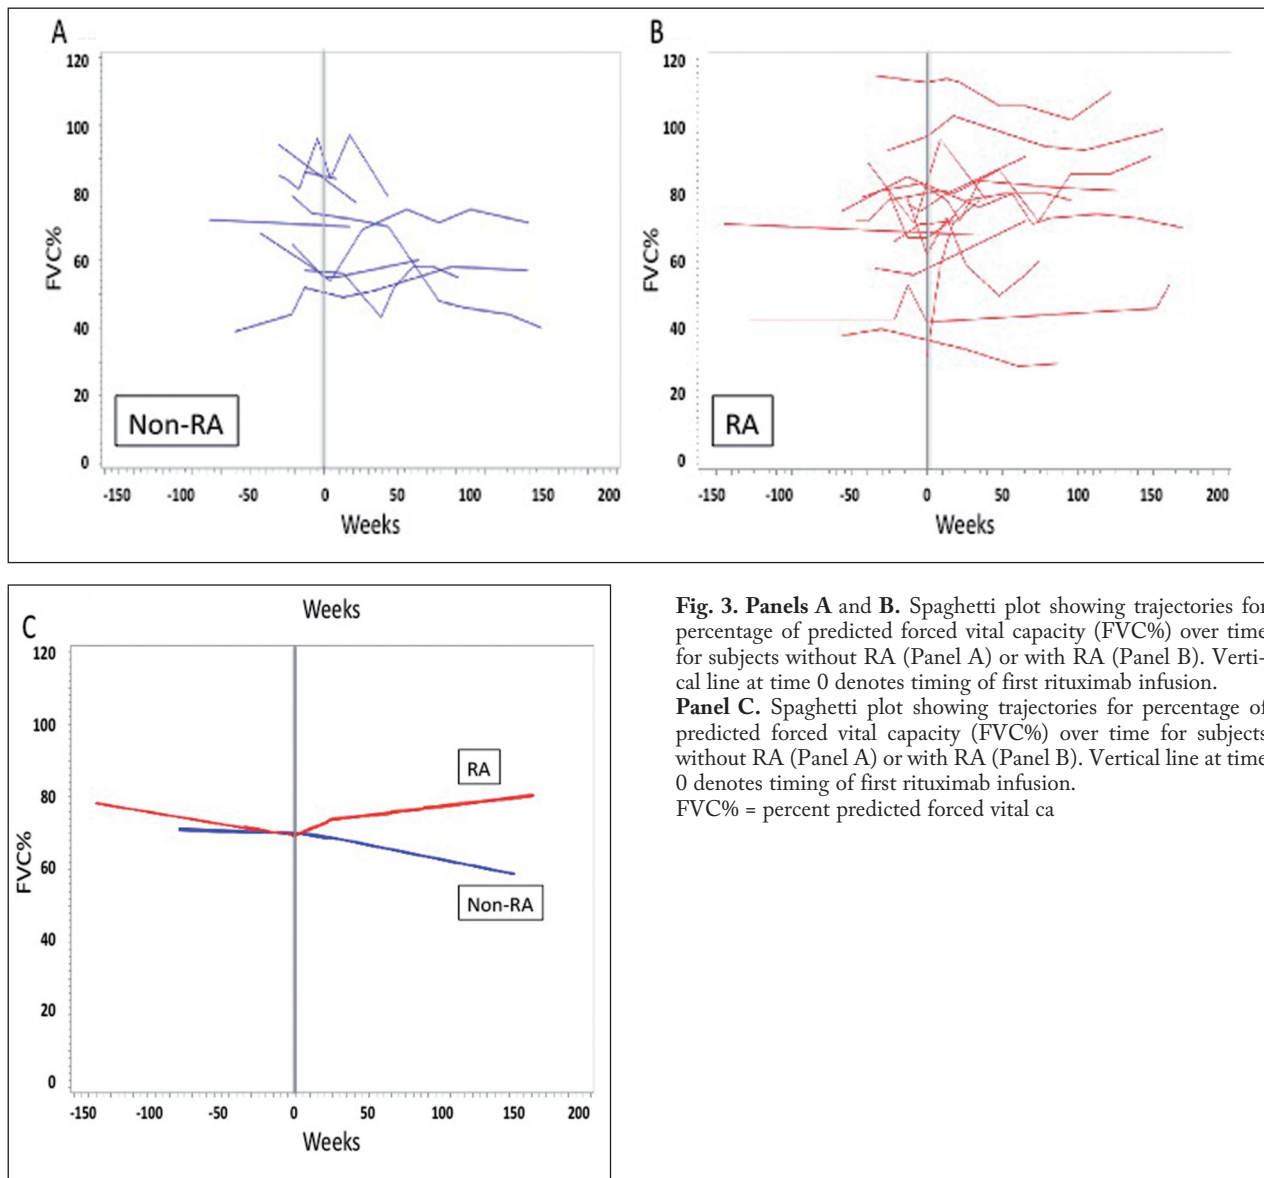 A
B
120
100
80
60
40
20
0
FVC%
Non-RA
-150 -100 -50 0 50 100 150 200
Weeks
120
100
80
60
40
20
0
FVC%
RA
-150 -100 -50 0 50 100 150 200
Weeks
C
Weeks
120
100
80
60
40
20
0
FVC%
RA
Non-RA
-150 -100 -50 0 50 100 150 200
Weeks
Fig. 3. Panels A and B. Spaghetti plot showing trajectories for
percentage of predicted forced vital capacity (FVC%) over time
for subjects without RA (Panel A) or with RA (Panel B). Verti-
cal line at time 0 denotes timing of first rituximab infusion.
Panel C. Spaghetti plot showing trajectories for percentage of
predicted forced vital capacity (FVC%) over time for subjects
without RA (Panel A) or with RA (Panel B). Vertical line at time
0 denotes timing of first rituximab infusion.
FVC% = percent predicted forced vital ca